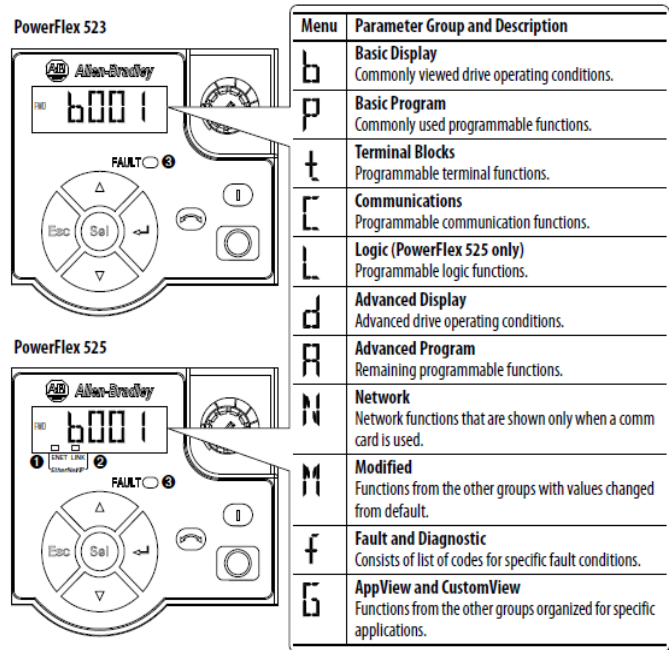 PowerFlex 523
AB Allen-Bradley
FWD b001
FAULT ❸
Esc Sel
PowerFlex 525
AB Allen-Bradley
FWD b001
❶ ENET LINK ❷
EtherNet/IP
FAULT ❸
Esc Sel
Menu Parameter Group and Description
b Basic Display
Commonly viewed drive operating conditions.
P Basic Program
Commonly used programmable functions.
t Terminal Blocks
Programmable terminal functions.
C Communications
Programmable communication functions.
L Logic (PowerFlex 525 only)
Programmable logic functions.
d Advanced Display
Advanced drive operating conditions.
A Advanced Program
Remaining programmable functions.
N Network
Network functions that are shown only when a comm
card is used.
M Modified
Functions from the other groups with values changed
from default.
f Fault and Diagnostic
Consists of list of codes for specific fault conditions.
G AppView and CustomView
Functions from the other groups organized for specific
applications.